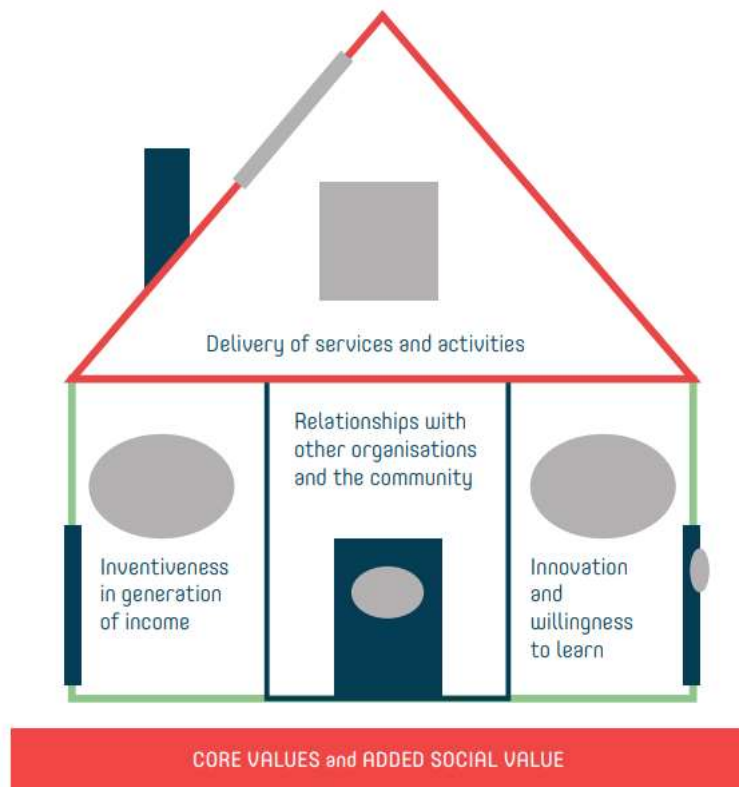 Delivery of services and activities
Relationships with
other organisations
and the community
Inventiveness
in generation
of income
Innovation
and
willingness
to learn
CORE VALUES and ADDED SOCIAL VALUE